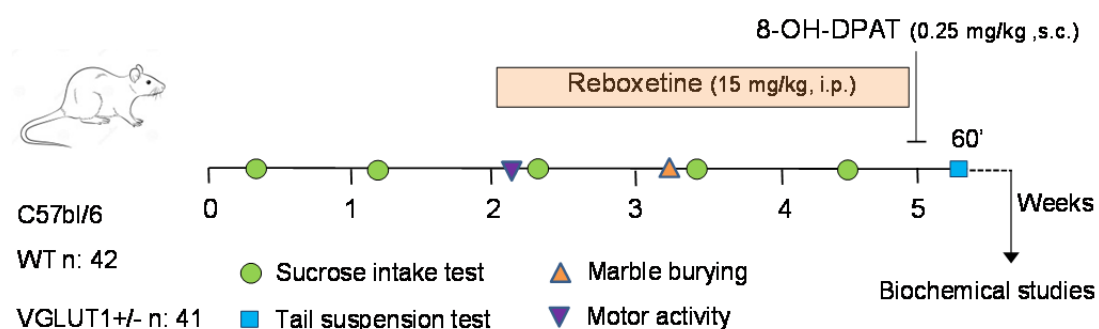 8-OH-DPAT (0.25 mg/kg ,s.c.)
Reboxetine (15 mg/kg, i.p.)
60'
0 1 2 3 4 5 Weeks
C57bl/6
WT n: 42
VGLUT1+/- n: 41
Sucrose intake test
Marble burying
Tail suspension test
Motor activity
Biochemical studies